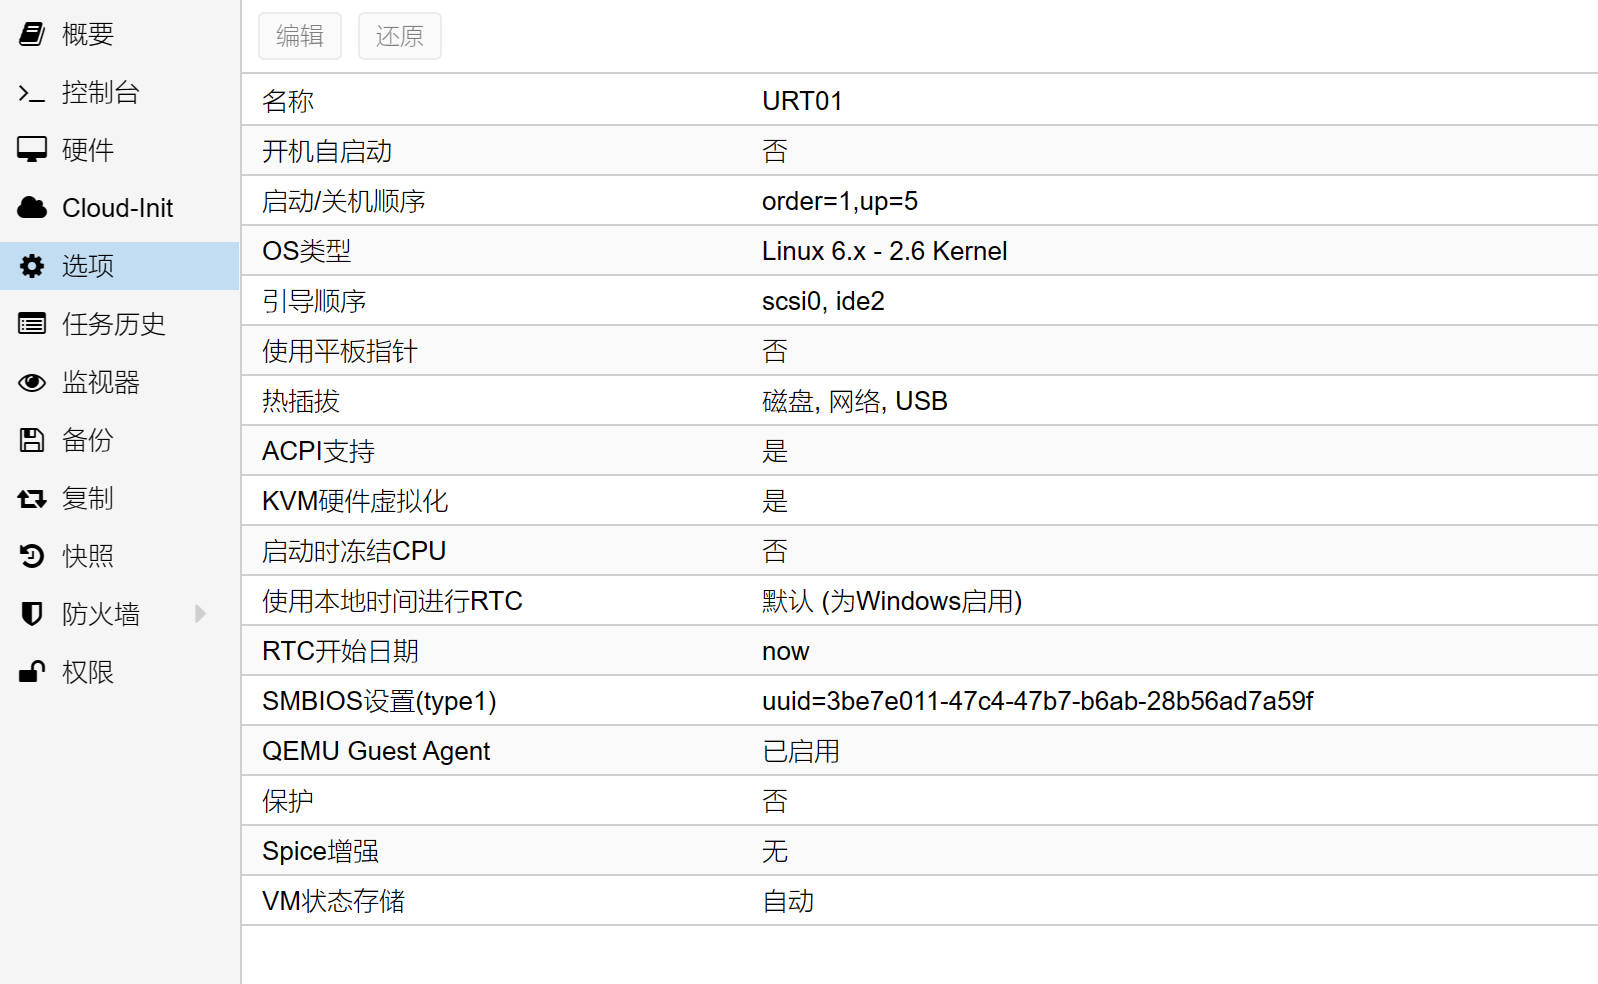 概要
控制台
硬件
Cloud-Init
选项
任务历史
监视器
备份
复制
快照
防火墙
权限
编辑 还原
名称 URT01
开机自启动 否
启动/关机顺序 order=1,up=5
OS类型 Linux 6.x - 2.6 Kernel
引导顺序 scsi0, ide2
使用平板指针 否
热插拔 磁盘, 网络, USB
ACPI支持 是
KVM硬件虚拟化 是
启动时冻结CPU 否
使用本地时间进行RTC 默认 (为Windows启用)
RTC开始日期 now
SMBIOS设置(type1) uuid=3be7e011-47c4-47b7-b6ab-28b56ad7a59f
QEMU Guest Agent 已启用
保护 否
Spice增强 无
VM状态存储 自动